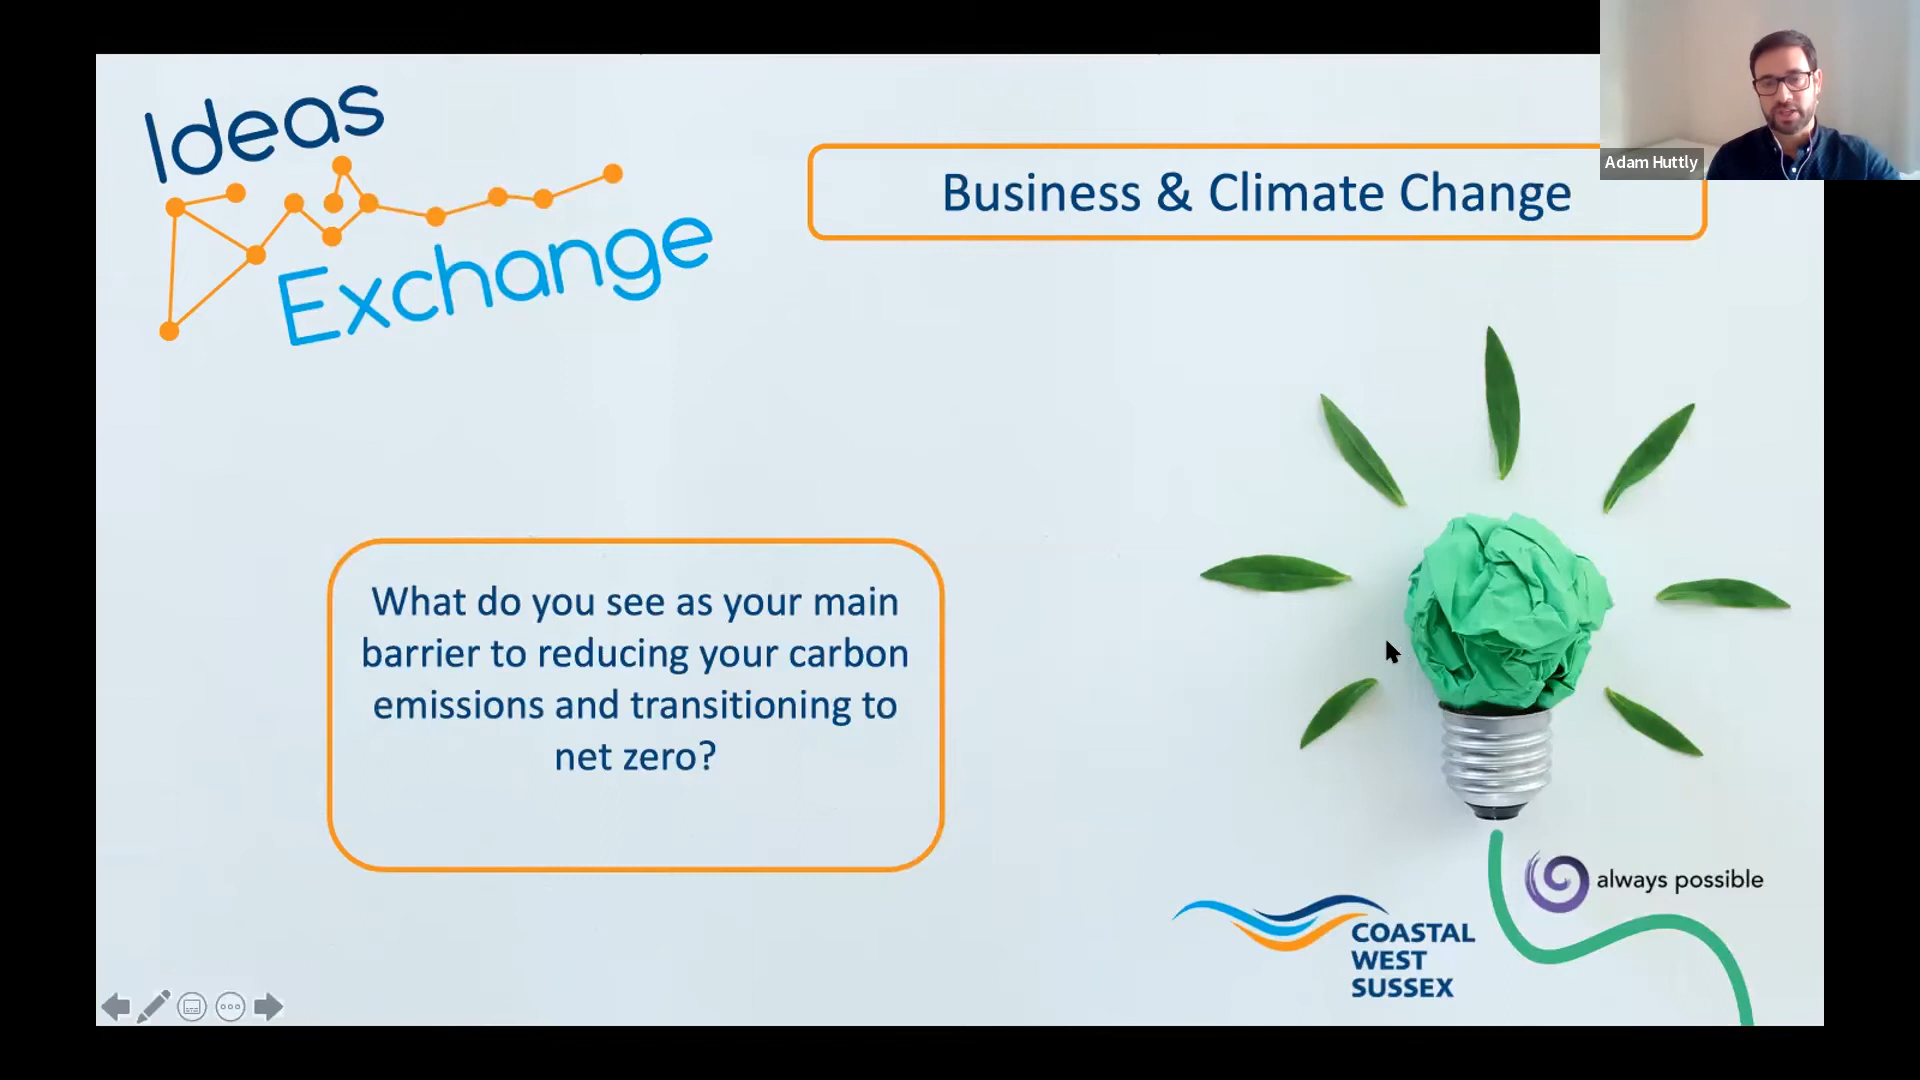 Ideas
Exchange
Business & Climate Change
Adam Huttly
What do you see as your main
barrier to reducing your carbon
emissions and transitioning to
net zero?
always possible
COASTAL
WEST
SUSSEX